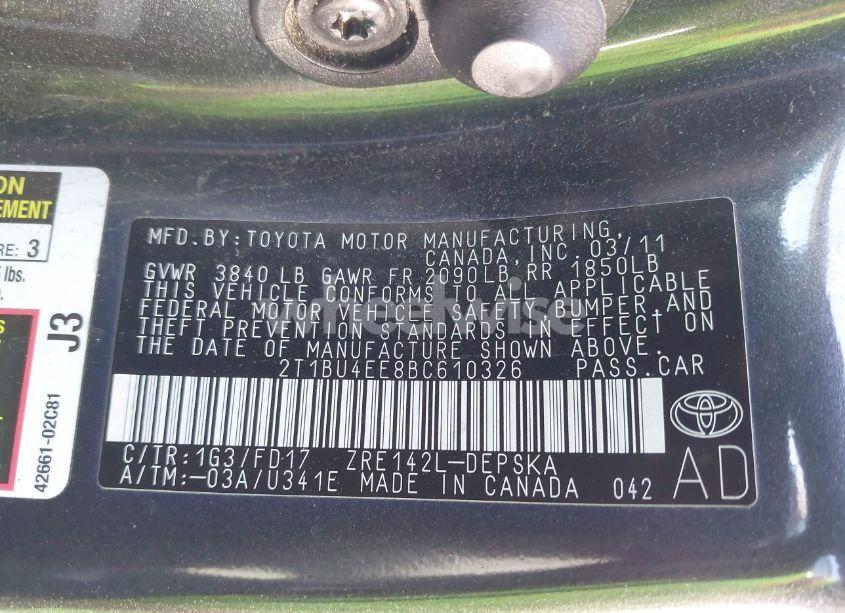 ON
EMENT
RE: 3
lbs.
J3
42661-02C81
MFD.BY:TOYOTA MOTOR MANUFACTURING,
CANADA,INC. 03/11
GVWR 3840 LB GAWR FR 2090LB RR 1850LB
THIS VEHICLE CONFORMS TO ALL APPLICABLE
FEDERAL MOTOR VEHICLE SAFETY, BUMPER,AND
THEFT PREVENTION STANDARDS IN EFFECT ON
THE DATE OF MANUFACTURE SHOWN ABOVE.
2T1BU4EE8BC610326 PASS.CAR
C/TR:1G3/FD17 ZRE142L-DEPSKA
A/TM:-03A/U341E MADE IN CANADA 042
AD
wheelwise